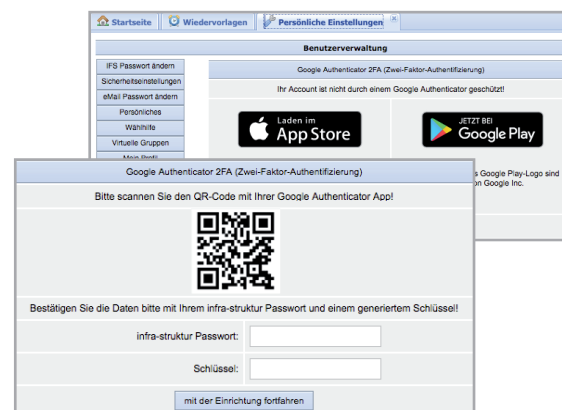 Startseite Wiedervorlagen Persönliche Einstellungen
Benutzerverwaltung
IFS Passwort ändern
Sicherheitseinstellungen
eMail Passwort ändern
Persönliches
Wahlhilfe
Virtuelle Gruppen
Mein Profil
Google Authenticator 2FA (Zwei-Faktor-Authentifizierung)
Ihr Account ist nicht durch einem Google Authenticator geschützt!
Laden im
App Store
JETZT BEI
Google Play
s Google Play-Logo sind
on Google Inc.
Google Authenticator 2FA (Zwei-Faktor-Authentifizierung)
Bitte scannen Sie den QR-Code mit Ihrer Google Authenticator App!
Bestätigen Sie die Daten bitte mit Ihrem infra-struktur Passwort und einem generiertem Schlüssel!
infra-struktur Passwort:
Schlüssel:
mit der Einrichtung fortfahren